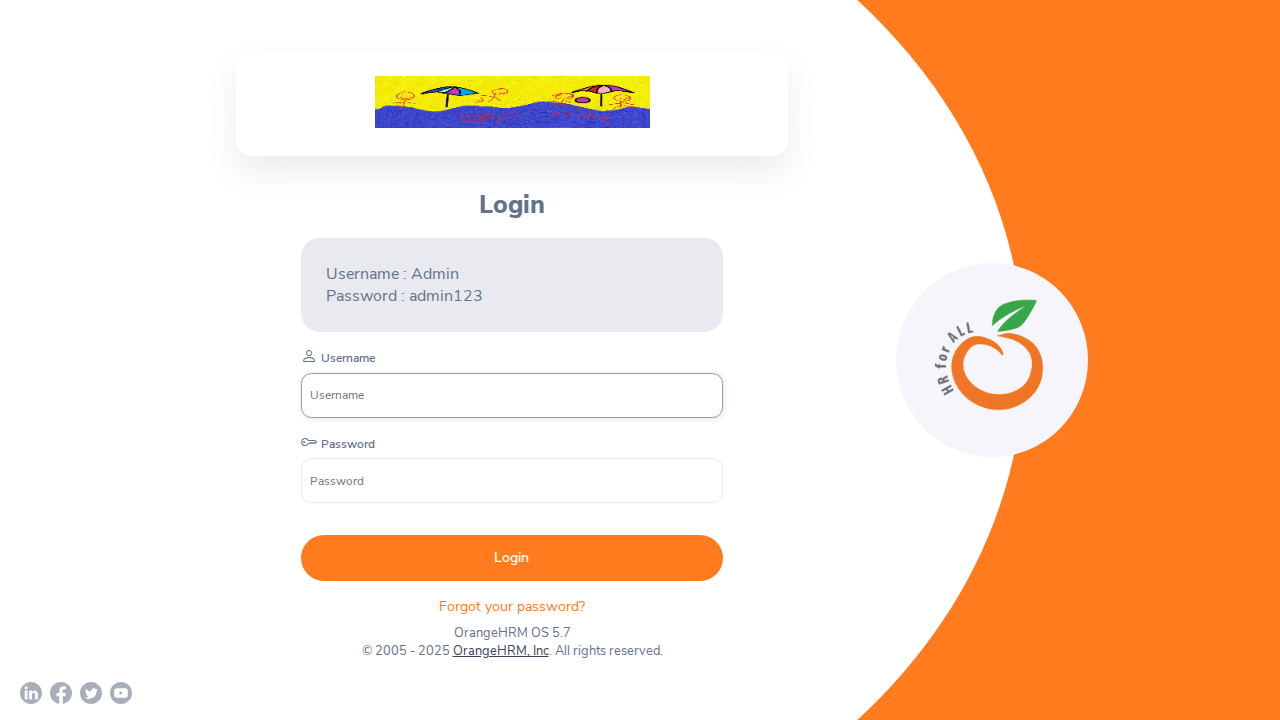 Login
Username : Admin
Password : admin123
Username
Username
Password
Password
Login
Forgot your password?
OrangeHRM OS 5.7
© 2005 - 2025 OrangeHRM, Inc. All rights reserved.
HR for ALL